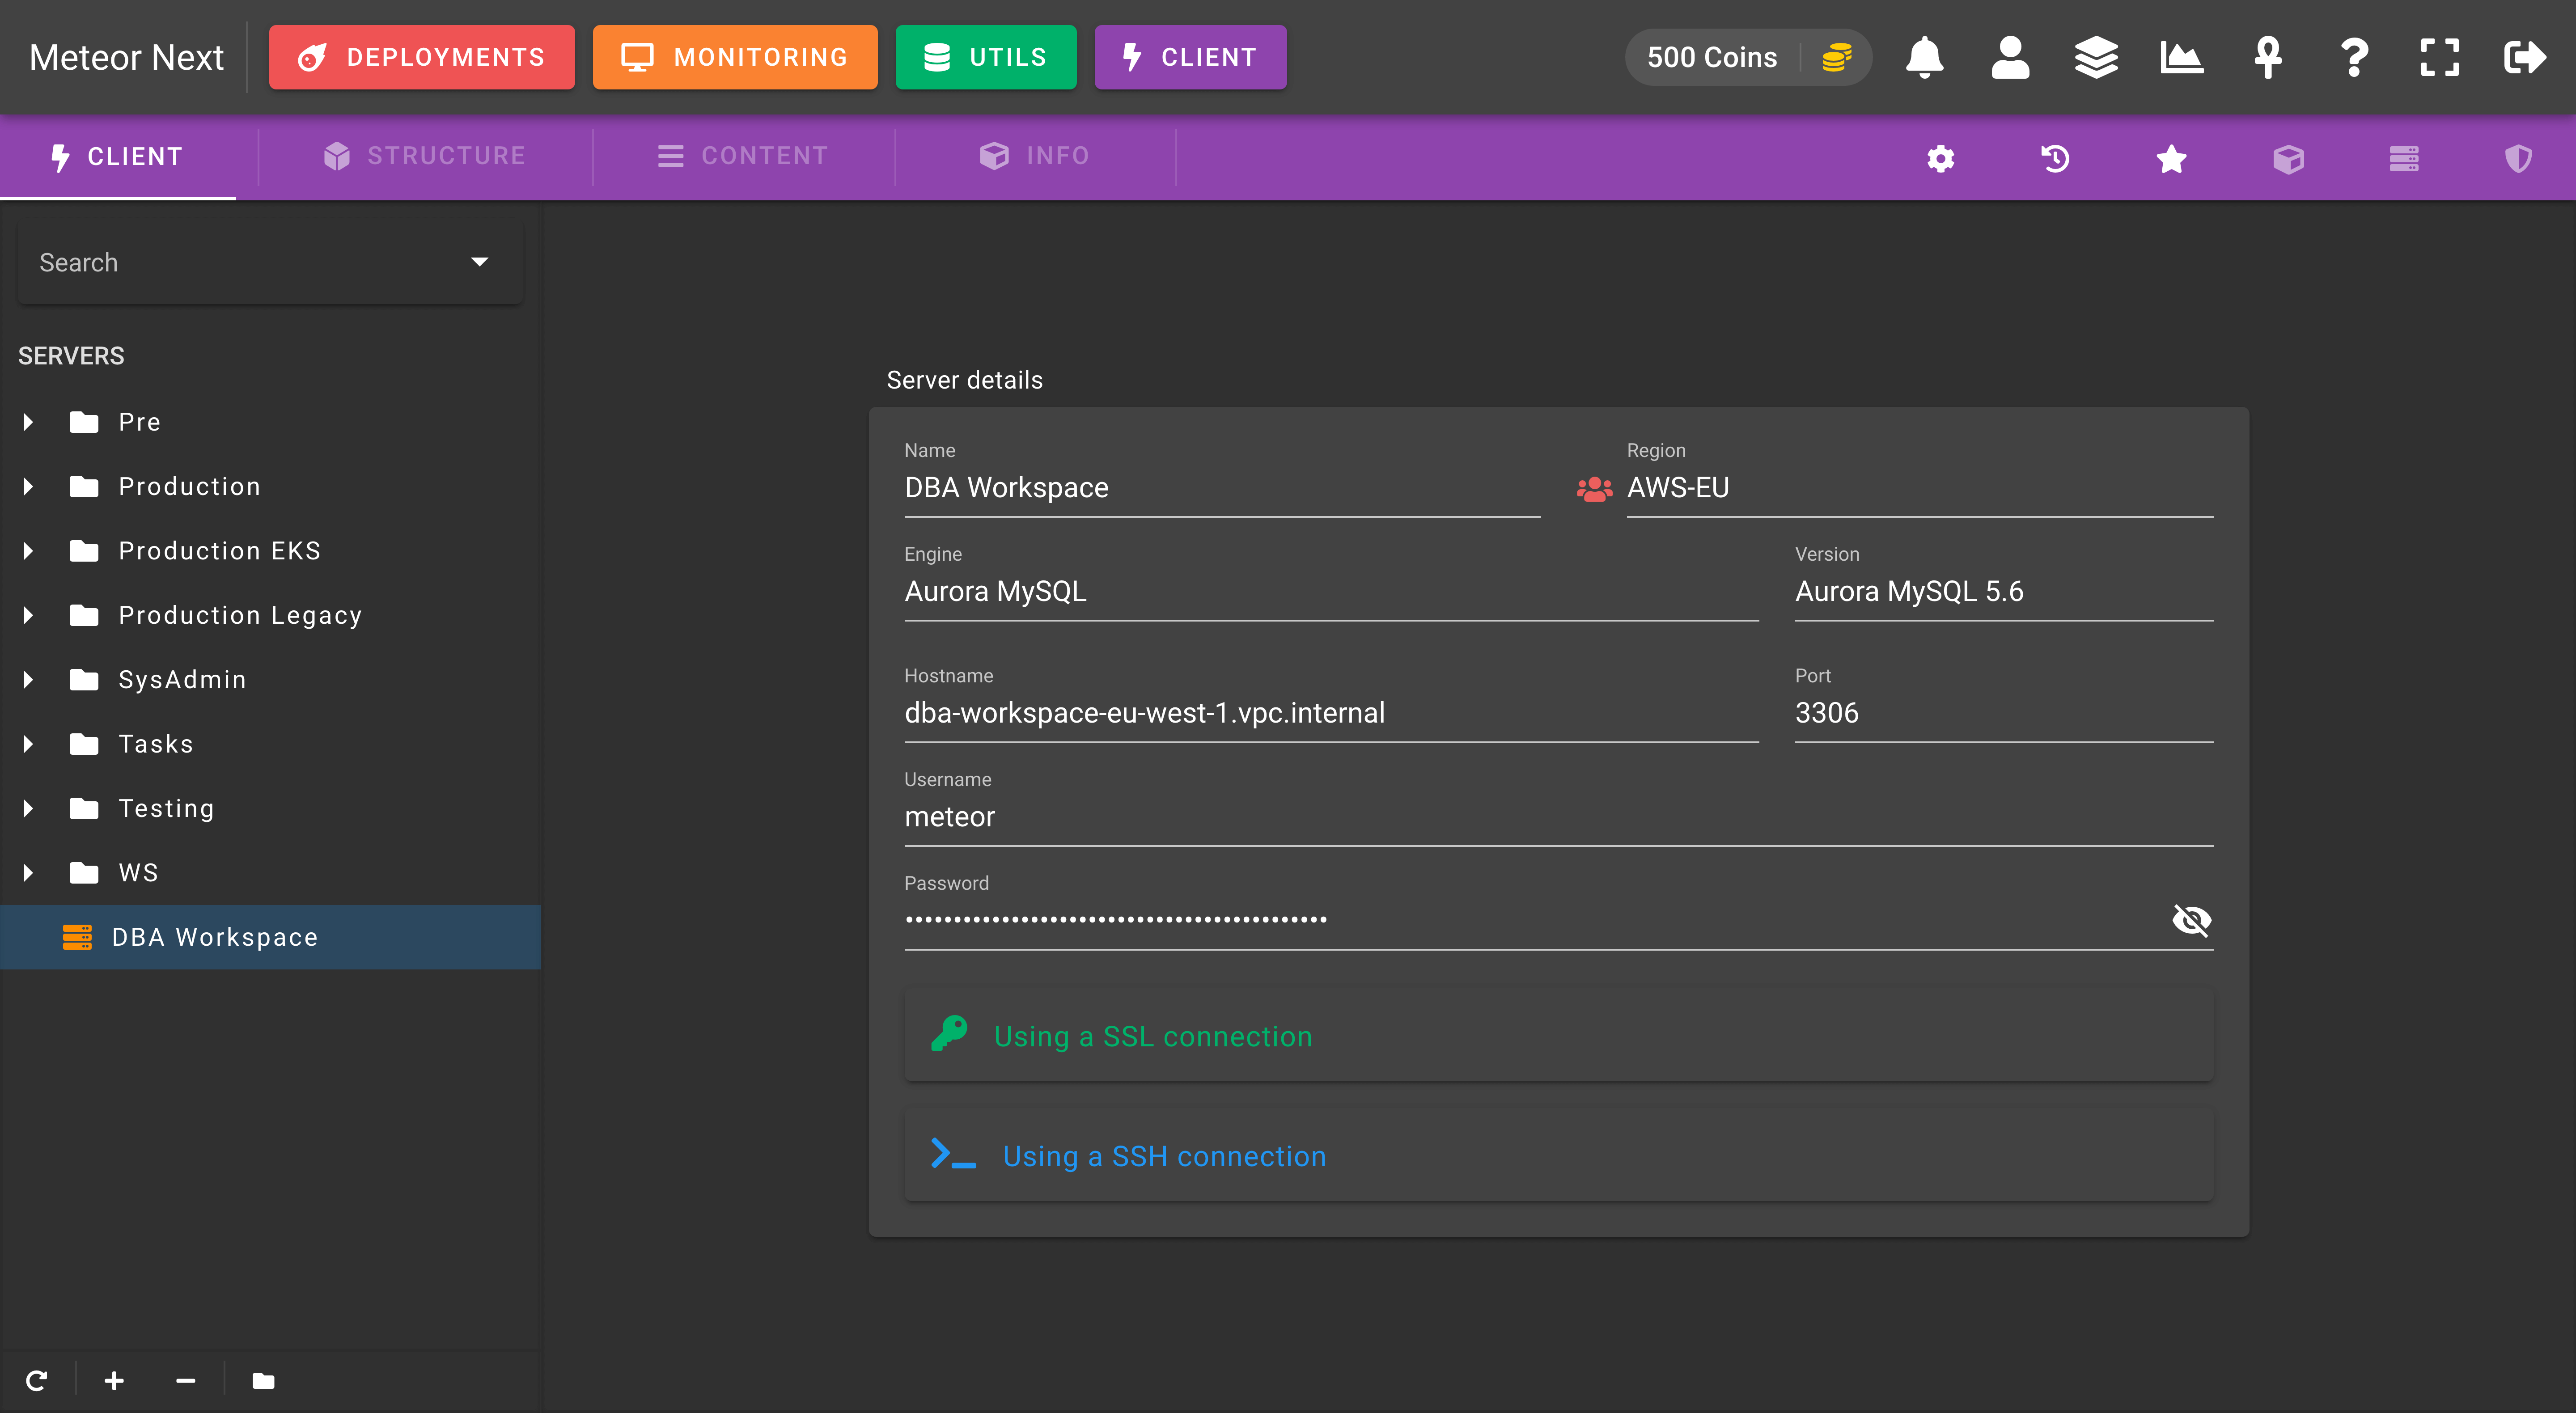 Meteor Next
DEPLOYMENTS
MONITORING
UTILS
CLIENT
500 Coins
CLIENT
STRUCTURE
CONTENT
INFO
Search
SERVERS
Pre
Production
Production EKS
Production Legacy
SysAdmin
Tasks
Testing
WS
DBA Workspace
Server details
Name
DBA Workspace
Region
AWS-EU
Engine
Aurora MySQL
Version
Aurora MySQL 5.6
Hostname
dba-workspace-eu-west-1.vpc.internal
Port
3306
Username
meteor
Password
Using a SSL connection
Using a SSH connection